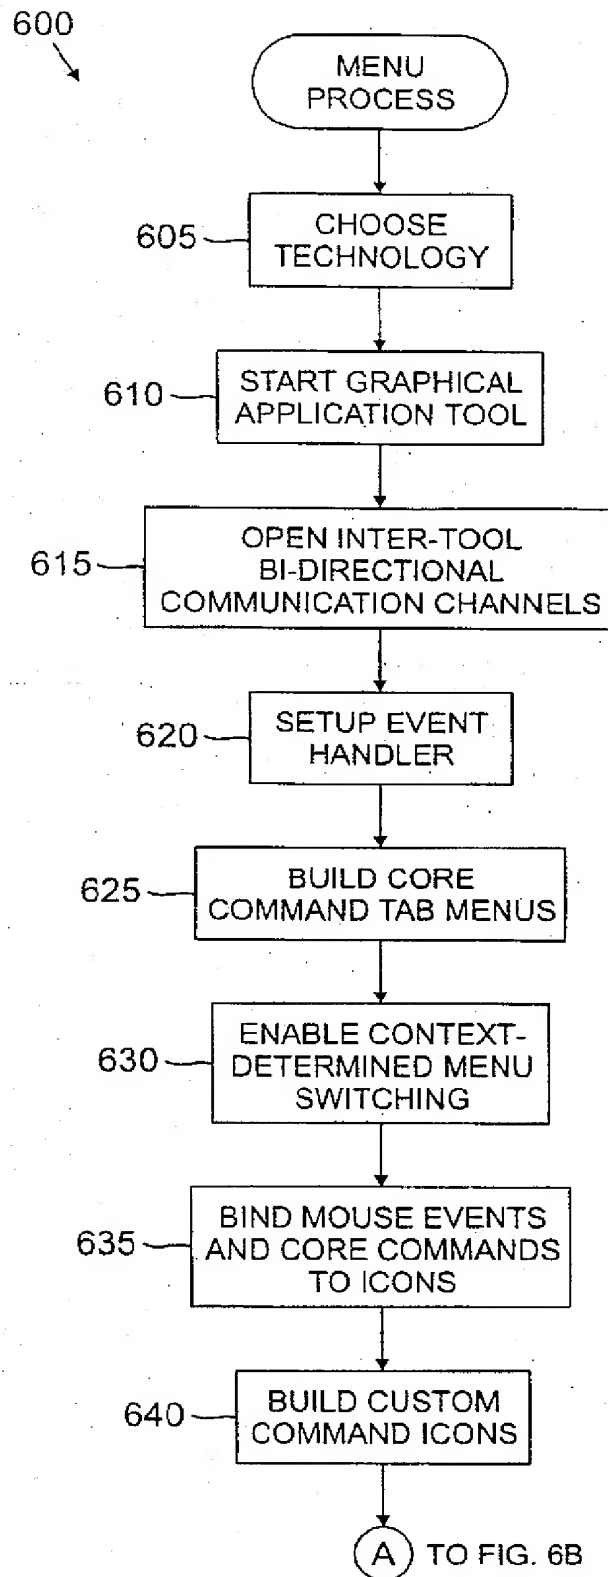 600
MENU
PROCESS
605
CHOOSE
TECHNOLOGY
610
START GRAPHICAL
APPLICATION TOOL
615
OPEN INTER-TOOL
BI-DIRECTIONAL
COMMUNICATION CHANNELS
620
SETUP EVENT
HANDLER
625
BUILD CORE
COMMAND TAB MENUS
630
ENABLE CONTEXT-
DETERMINED MENU
SWITCHING
635
BIND MOUSE EVENTS
AND CORE COMMANDS
TO ICONS
640
BUILD CUSTOM
COMMAND ICONS
A TO FIG. 6B